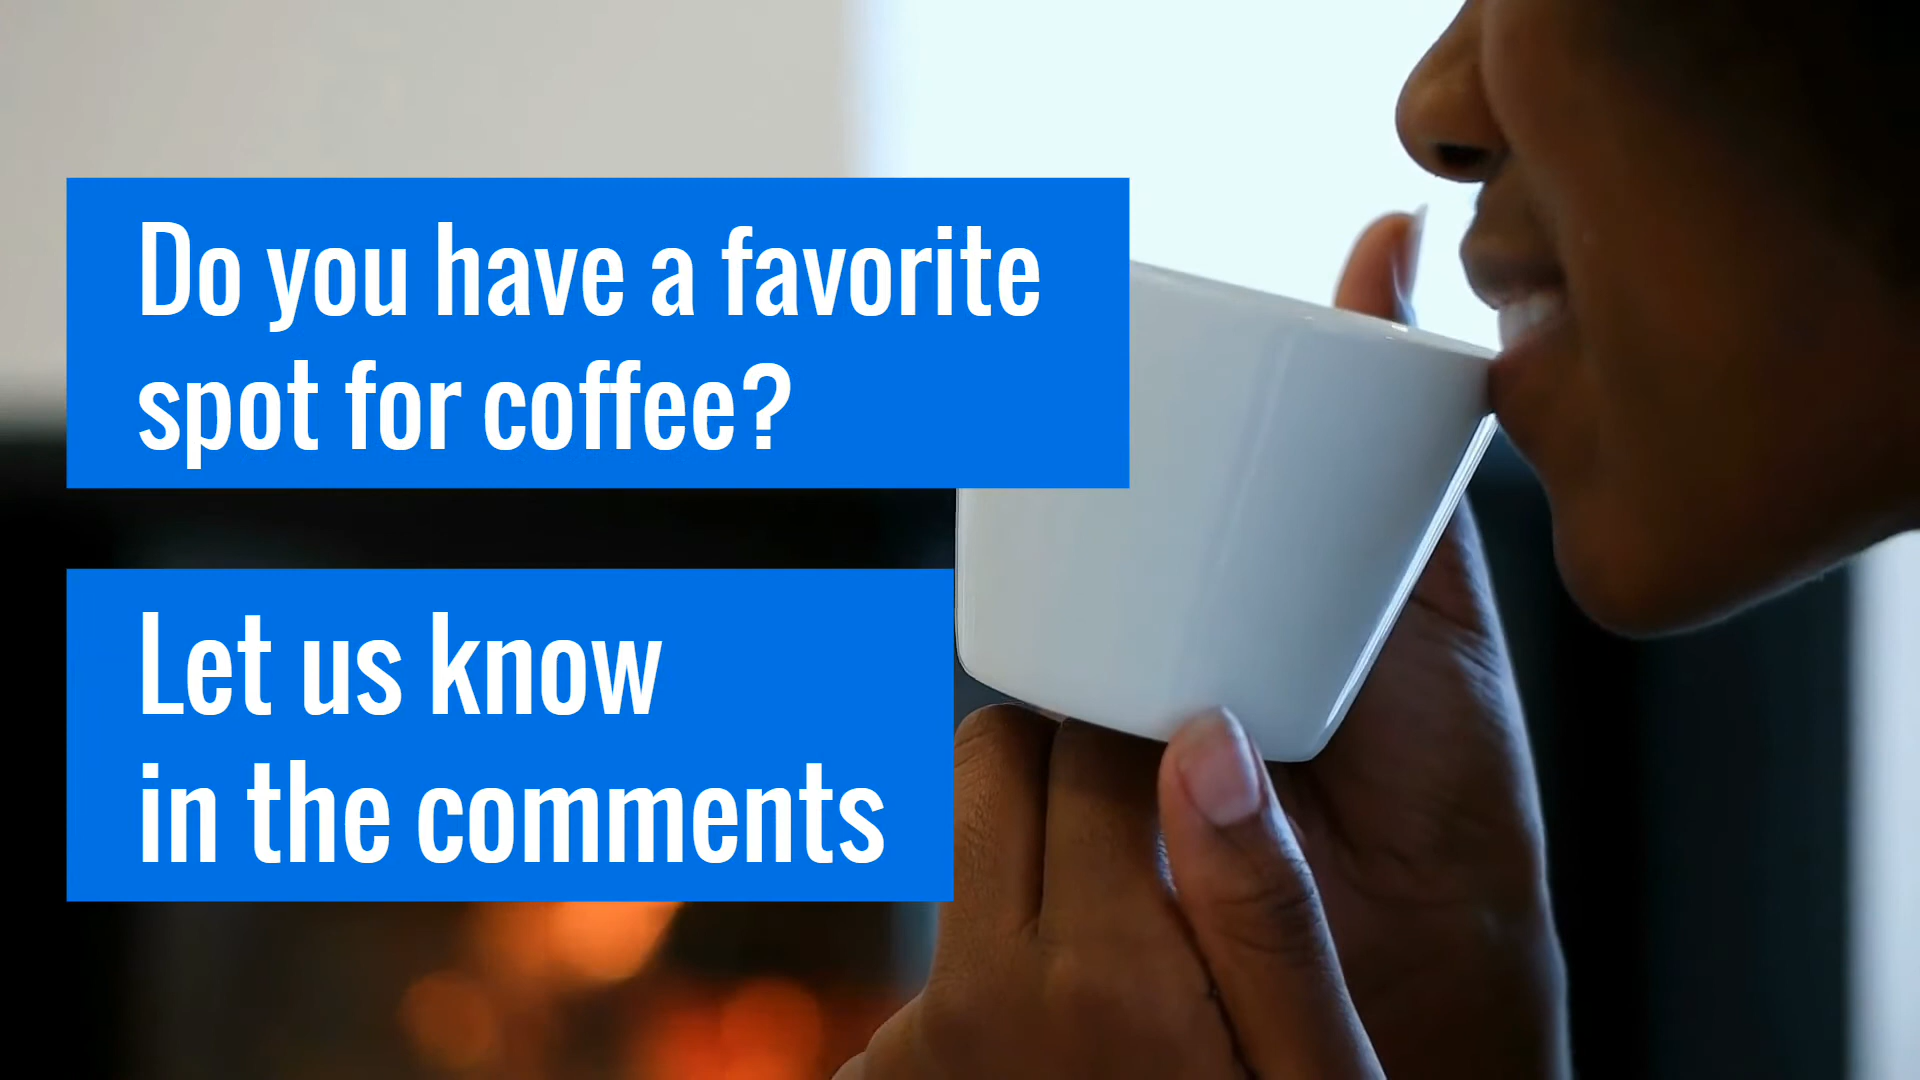 Do you have a favorite
spot for coffee?
Let us know
in the comments